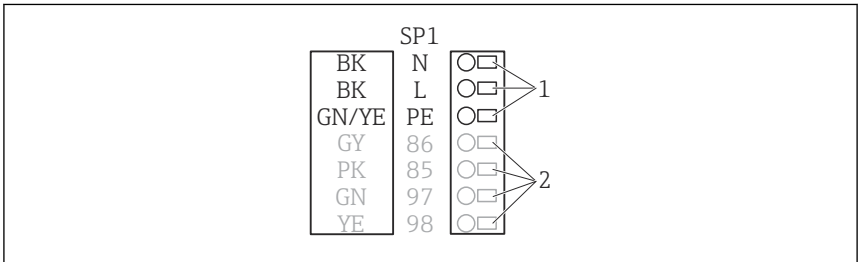 SP1
BK N
BK L 1
GN/YE PE
GY 86
PK 85 2
GN 97
YE 98